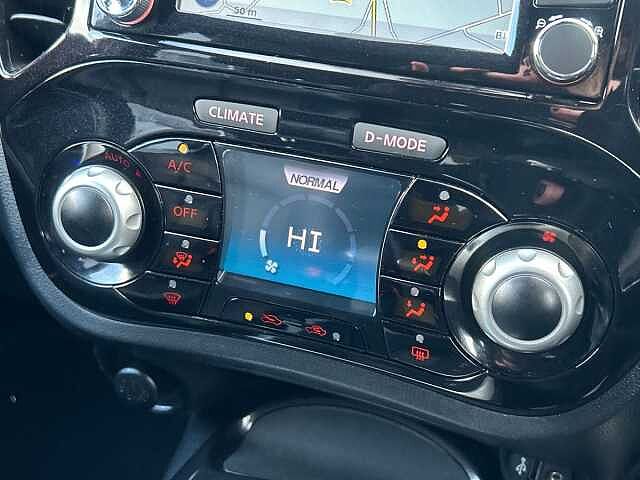 50 m
CLIMATE
D-MODE
AUTO
A/C
OFF
NORMAL
HI